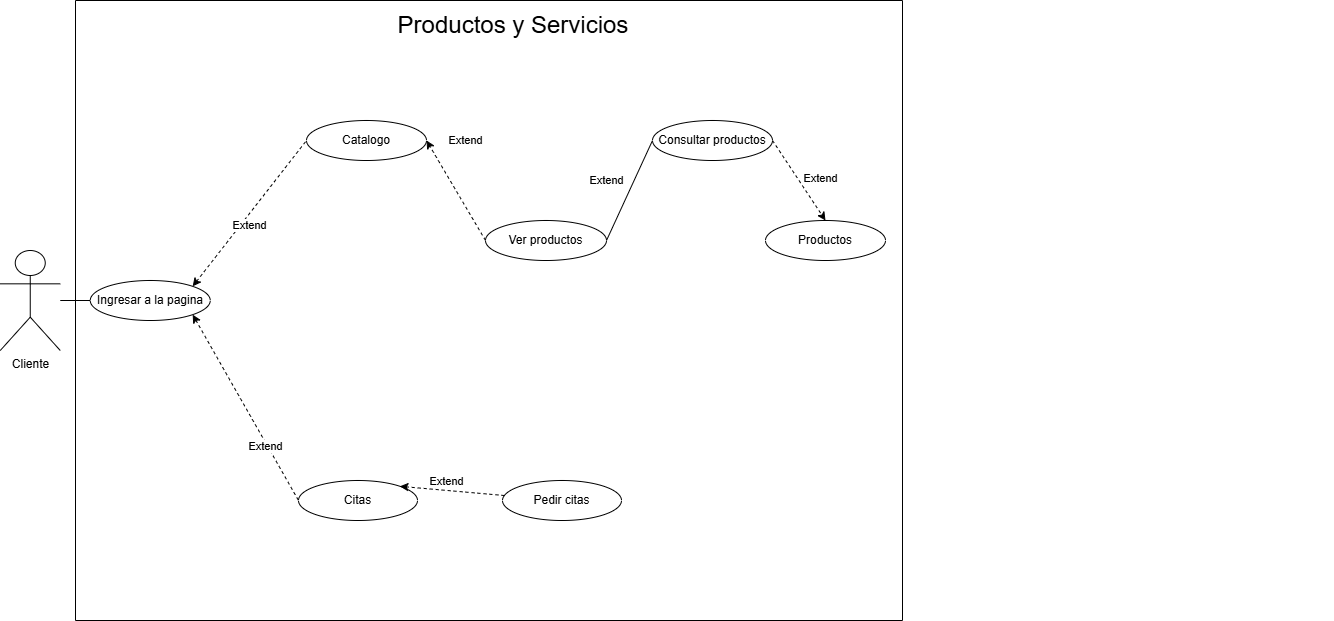 Productos y Servicios
Catalogo
Extend
Consultar productos
Extend
Extend
Extend
Ver productos
Productos
Ingresar a la pagina
Cliente
Extend
Citas
Extend
Pedir citas